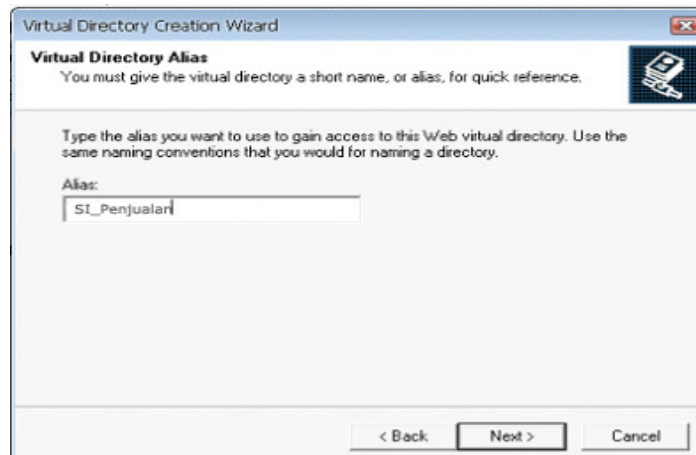 Virtual Directory Creation Wizard
Virtual Directory Alias
You must give the virtual directory a short name, or alias, for quick reference.
Type the alias you want to use to gain access to this Web virtual directory. Use the
same naming conventions that you would for naming a directory.
Alias:
SI_Penjualan
< Back Next > Cancel